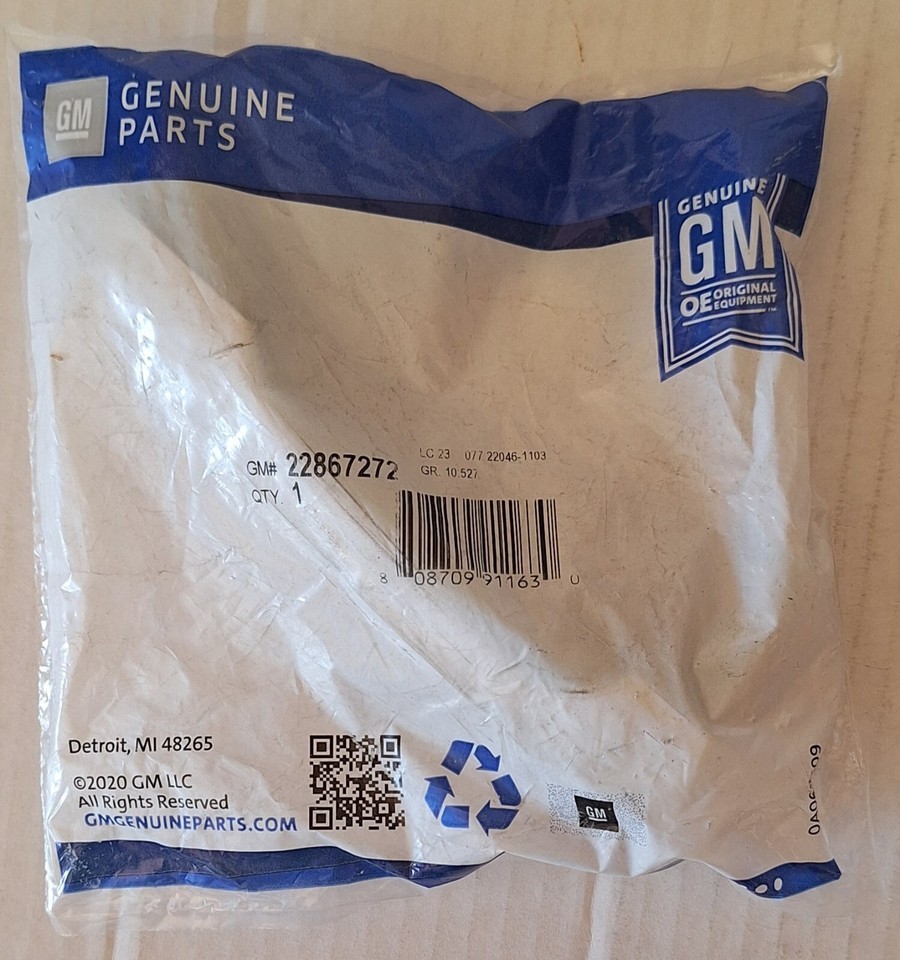 GM
GENUINE
PARTS
GENUINE
GM
OE ORIGINAL
EQUIPMENT™
LC 23 077 22046-1103
GM# 22867272
GR. 10.527
QTY. 1
8 08709 91163 0
Detroit, MI 48265
©2020 GM LLC
All Rights Reserved
GMGENUINEPARTS.COM
GM